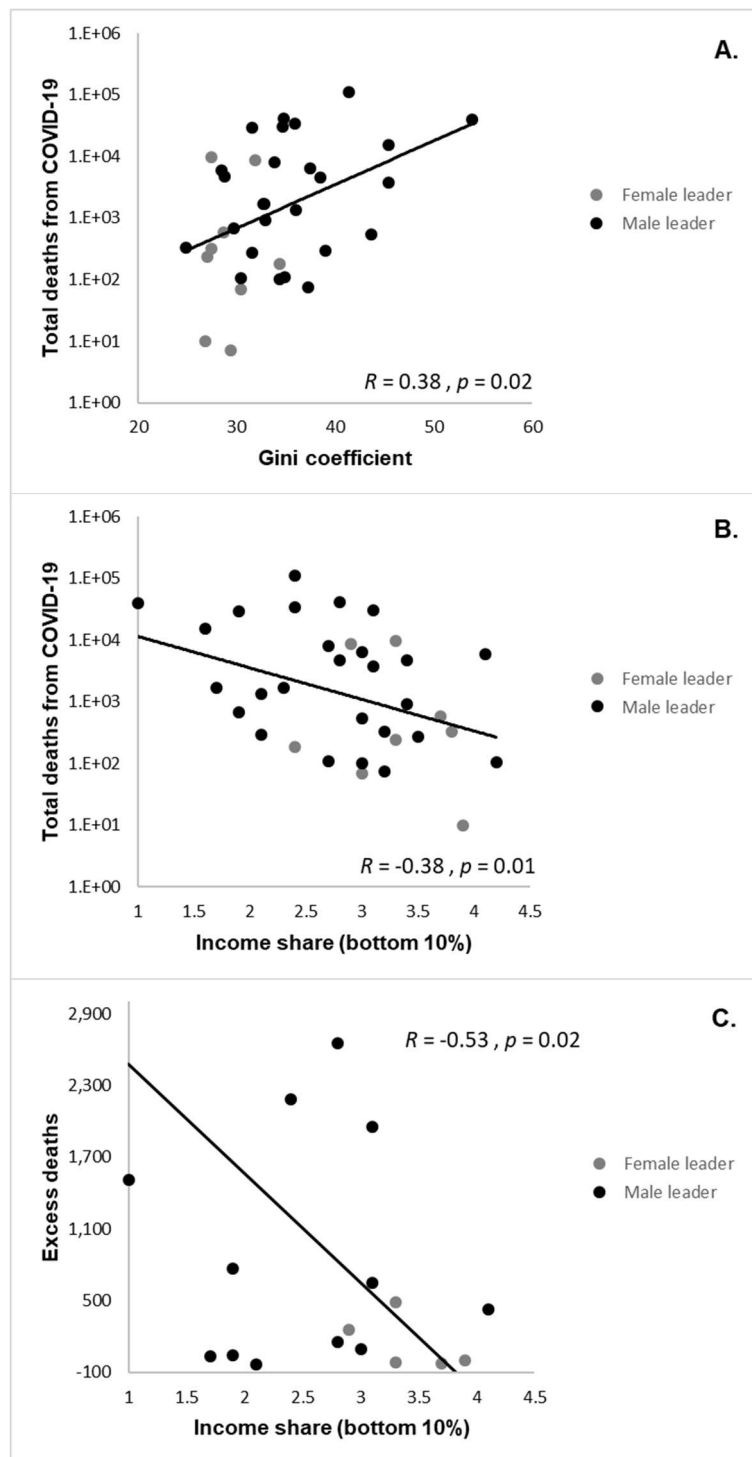 A.
Total deaths from COVID-19
1.E+06
1.E+05
1.E+04
1.E+03
1.E+02
1.E+01
1.E+00
20 30 40 50 60
Gini coefficient
R = 0.38 , p = 0.02
Female leader
Male leader
B.
Total deaths from COVID-19
1.E+06
1.E+05
1.E+04
1.E+03
1.E+02
1.E+01
1.E+00
1 1.5 2 2.5 3 3.5 4 4.5
Income share (bottom 10%)
R = -0.38 , p = 0.01
Female leader
Male leader
C.
R = -0.53 , p = 0.02
Excess deaths
2,900
2,300
1,700
1,100
500
-100
1 1.5 2 2.5 3 3.5 4 4.5
Income share (bottom 10%)
Female leader
Male leader